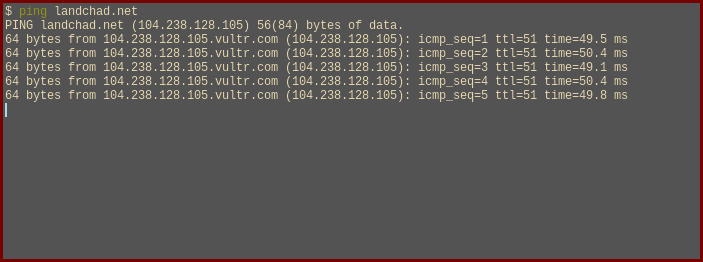 $ ping landchad.net
PING landchad.net (104.238.128.105) 56(84) bytes of data.
64 bytes from 104.238.128.105.vultr.com (104.238.128.105): icmp_seq=1 ttl=51 time=49.5 ms
64 bytes from 104.238.128.105.vultr.com (104.238.128.105): icmp_seq=2 ttl=51 time=50.4 ms
64 bytes from 104.238.128.105.vultr.com (104.238.128.105): icmp_seq=3 ttl=51 time=49.1 ms
64 bytes from 104.238.128.105.vultr.com (104.238.128.105): icmp_seq=4 ttl=51 time=50.4 ms
64 bytes from 104.238.128.105.vultr.com (104.238.128.105): icmp_seq=5 ttl=51 time=49.8 ms